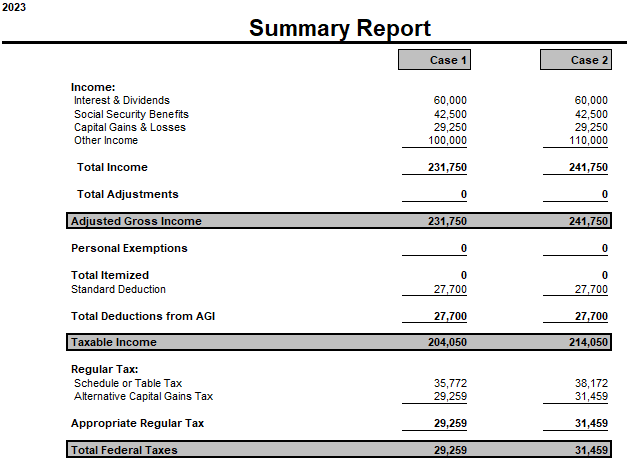 2023
Summary Report
Case 1 Case 2
Income:
Interest & Dividends 60,000 60,000
Social Security Benefits 42,500 42,500
Capital Gains & Losses 29,250 29,250
Other Income 100,000 110,000
Total Income 231,750 241,750
Total Adjustments 0 0
Adjusted Gross Income 231,750 241,750
Personal Exemptions 0 0
Total Itemized 0 0
Standard Deduction 27,700 27,700
Total Deductions from AGI 27,700 27,700
Taxable Income 204,050 214,050
Regular Tax:
Schedule or Table Tax 35,772 38,172
Alternative Capital Gains Tax 29,259 31,459
Appropriate Regular Tax 29,259 31,459
Total Federal Taxes 29,259 31,459